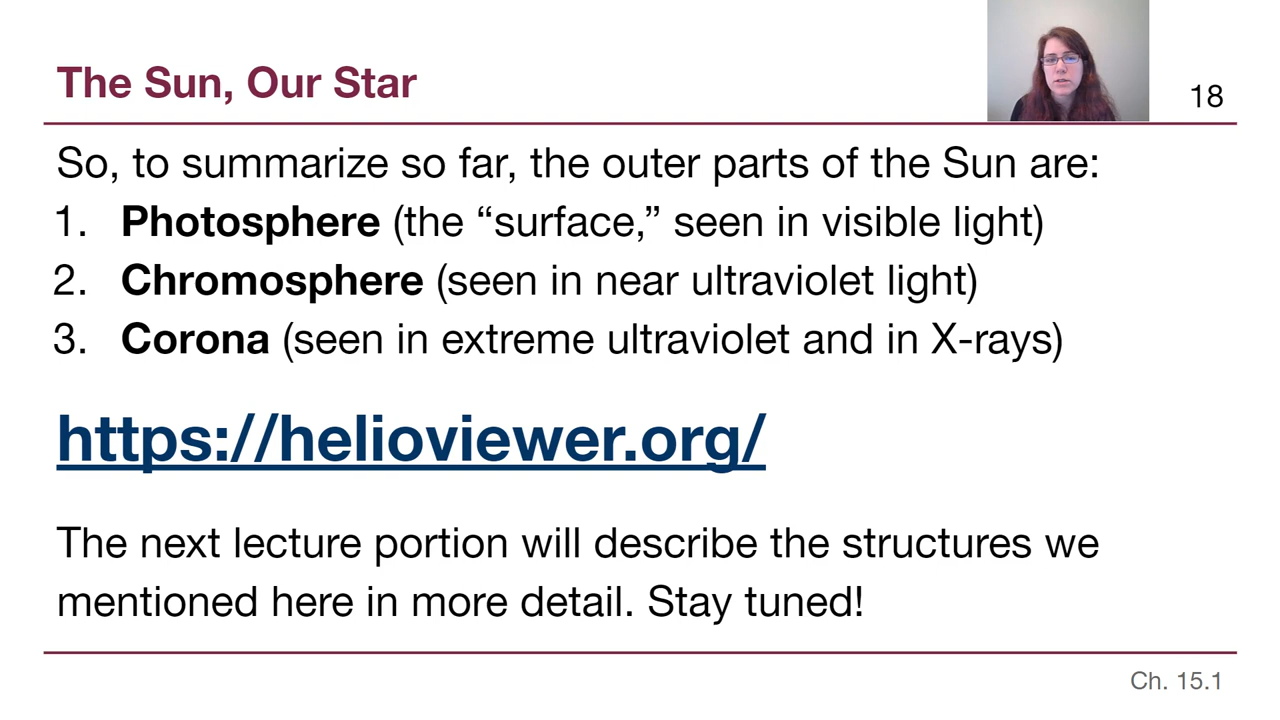 The Sun, Our Star
18
So, to summarize so far, the outer parts of the Sun are:
1. Photosphere (the “surface,” seen in visible light)
2. Chromosphere (seen in near ultraviolet light)
3. Corona (seen in extreme ultraviolet and in X-rays)
https://helioviewer.org/
The next lecture portion will describe the structures we
mentioned here in more detail. Stay tuned!
Ch. 15.1